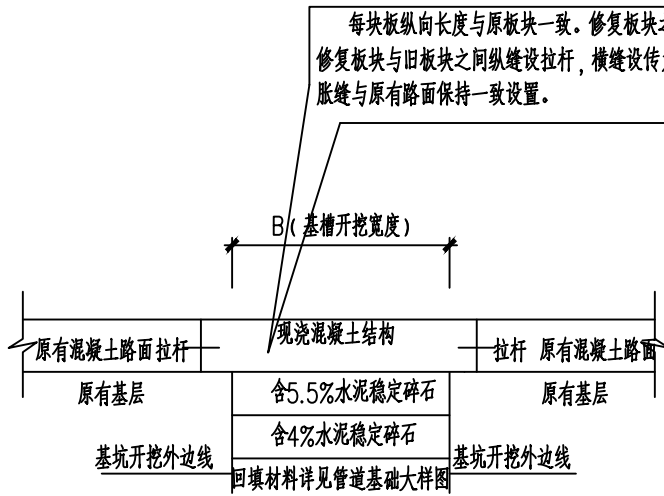 每块板纵向长度与原板块一致。修复板块
修复板块与旧板块之间纵缝设拉杆，横缝设传
胀缝与原有路面保持一致设置。
B（基槽开挖宽度）
现浇混凝土结构
原有混凝土路面 拉杆
拉杆 原有混凝土路面
原有基层
含5.5%水泥稳定碎石
原有基层
含4%水泥稳定碎石
基坑开挖外边线
回填材料详见管道基础大样图
基坑开挖外边线